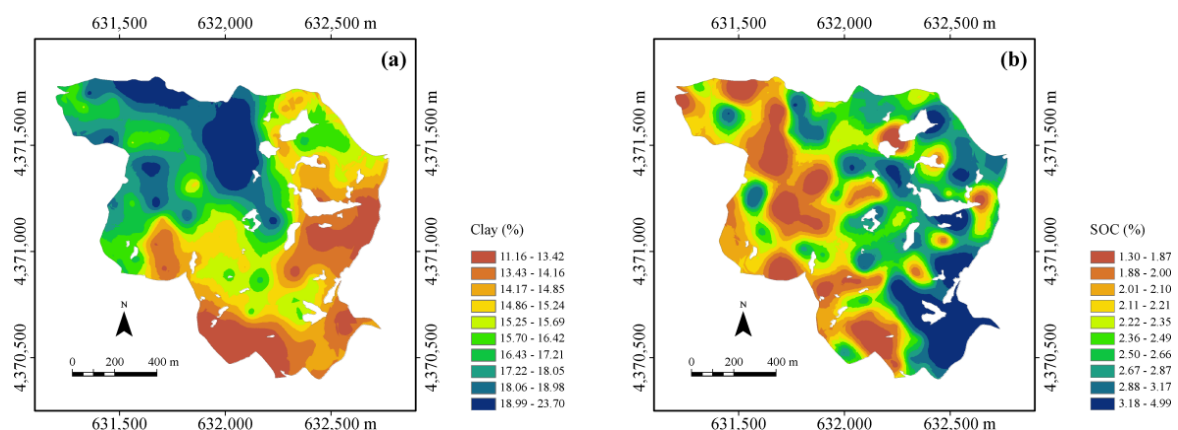 631,500 632,000 632,500 m
(a)
4,371,500 m
4,371,000
4,370,500
4,371,500 m
4,371,000
4,370,500
N
0 200 400 m
631,500 632,000 632,500 m
Clay (%)
11.16 - 13.42
13.43 - 14.16
14.17 - 14.85
14.86 - 15.24
15.25 - 15.69
15.70 - 16.42
16.43 - 17.21
17.22 - 18.05
18.06 - 18.98
18.99 - 23.70
631,500 632,000 632,500 m
(b)
4,371,500 m
4,371,000
4,370,500
4,371,500 m
4,371,000
4,370,500
N
0 200 400 m
631,500 632,000 632,500 m
SOC (%)
1.30 - 1.87
1.88 - 2.00
2.01 - 2.10
2.11 - 2.21
2.22 - 2.35
2.36 - 2.49
2.50 - 2.66
2.67 - 2.87
2.88 - 3.17
3.18 - 4.99